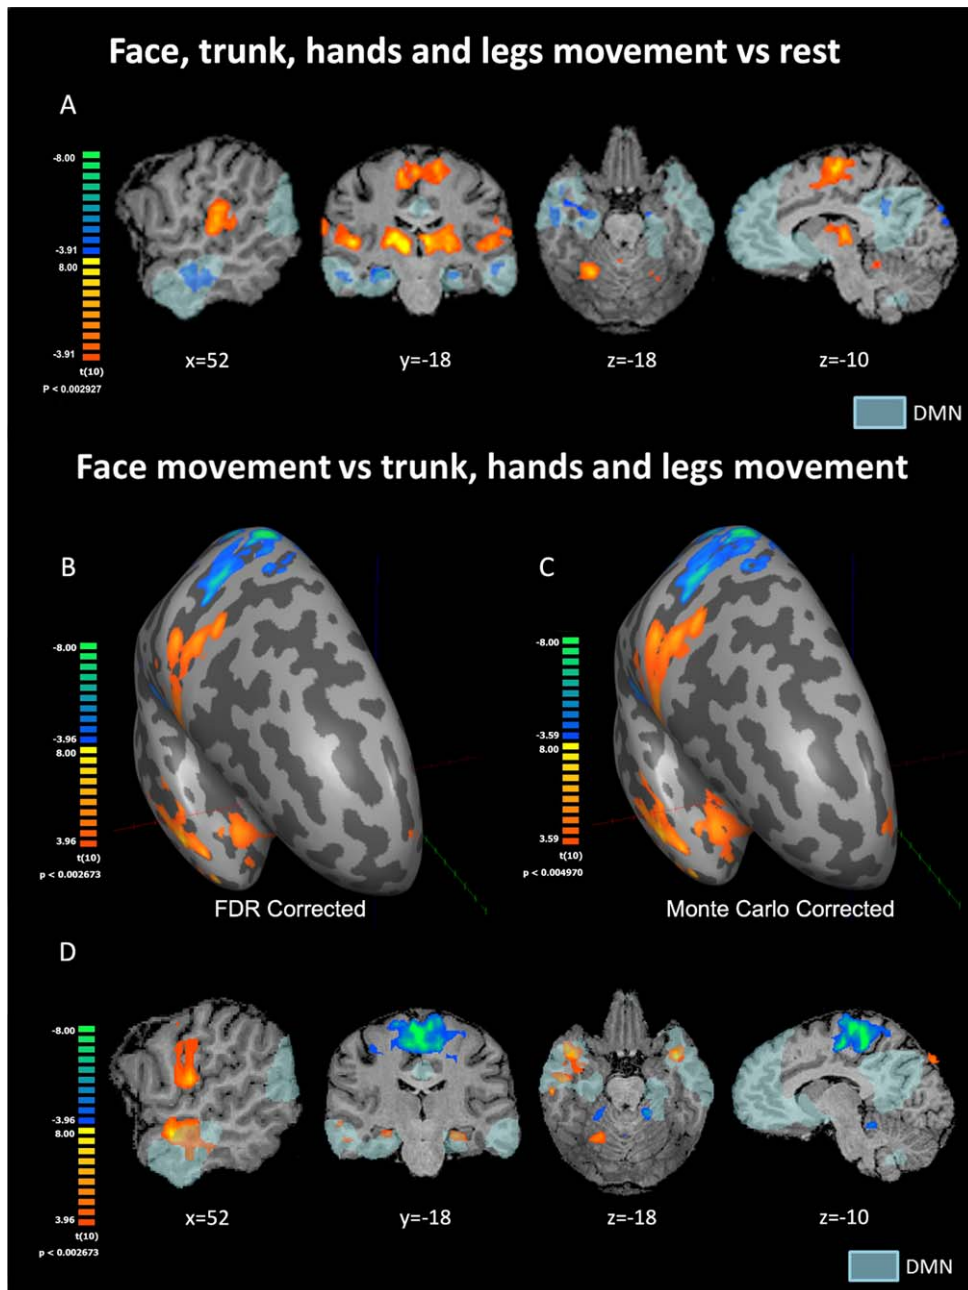 Face, trunk, hands and legs movement vs rest
A
-8.00
-3.91
8.00
-3.91
t(10)
P < 0.002927
x=52
y=-18
z=-18
z=-10
DMN
Face movement vs trunk, hands and legs movement
B
-8.00
-3.96
8.00
3.96
t(10)
p < 0.002673
FDR Corrected
C
-8.00
-3.59
8.00
3.59
t(10)
p < 0.004970
Monte Carlo Corrected
D
-8.00
-3.96
8.00
3.96
t(10)
p < 0.002673
x=52
y=-18
z=-18
z=-10
DMN